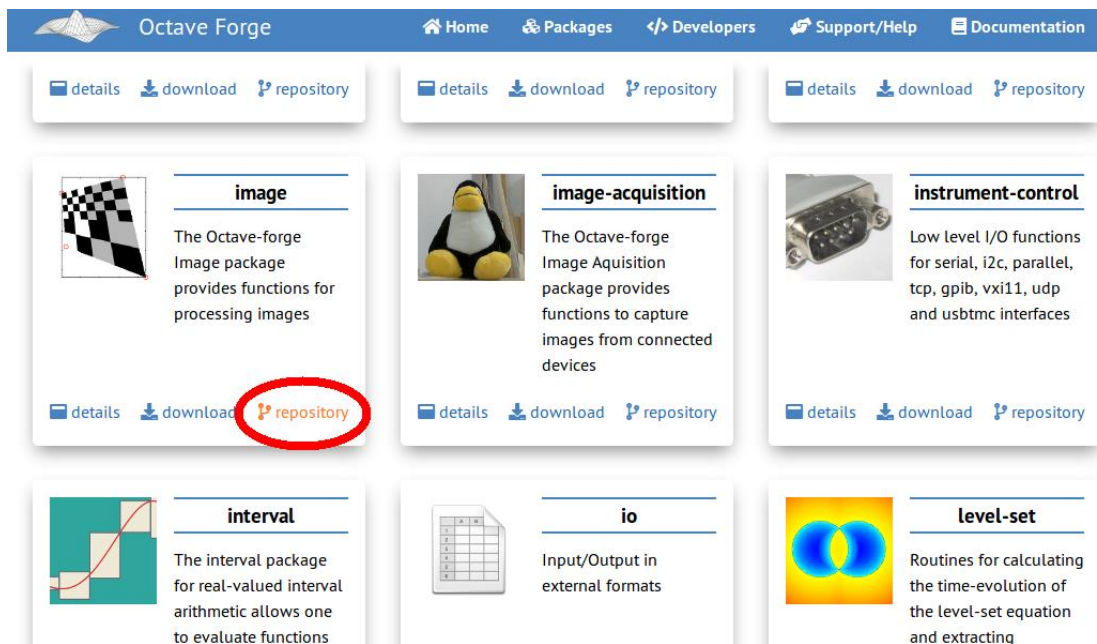 Octave Forge
Home Packages Developers Support/Help Documentation
details download repository
details download repository
details download repository
image
The Octave-forge
Image package
provides functions for
processing images
details download repository
image-acquisition
The Octave-forge
Image Aquisition
package provides
functions to capture
images from connected
devices
details download repository
instrument-control
Low level I/O functions
for serial, i2c, parallel,
tcp, gpib, vxi11, udp
and usbtmc interfaces
details download repository
interval
The interval package
for real-valued interval
arithmetic allows one
to evaluate functions
io
Input/Output in
external formats
level-set
Routines for calculating
the time-evolution of
the level-set equation
and extracting